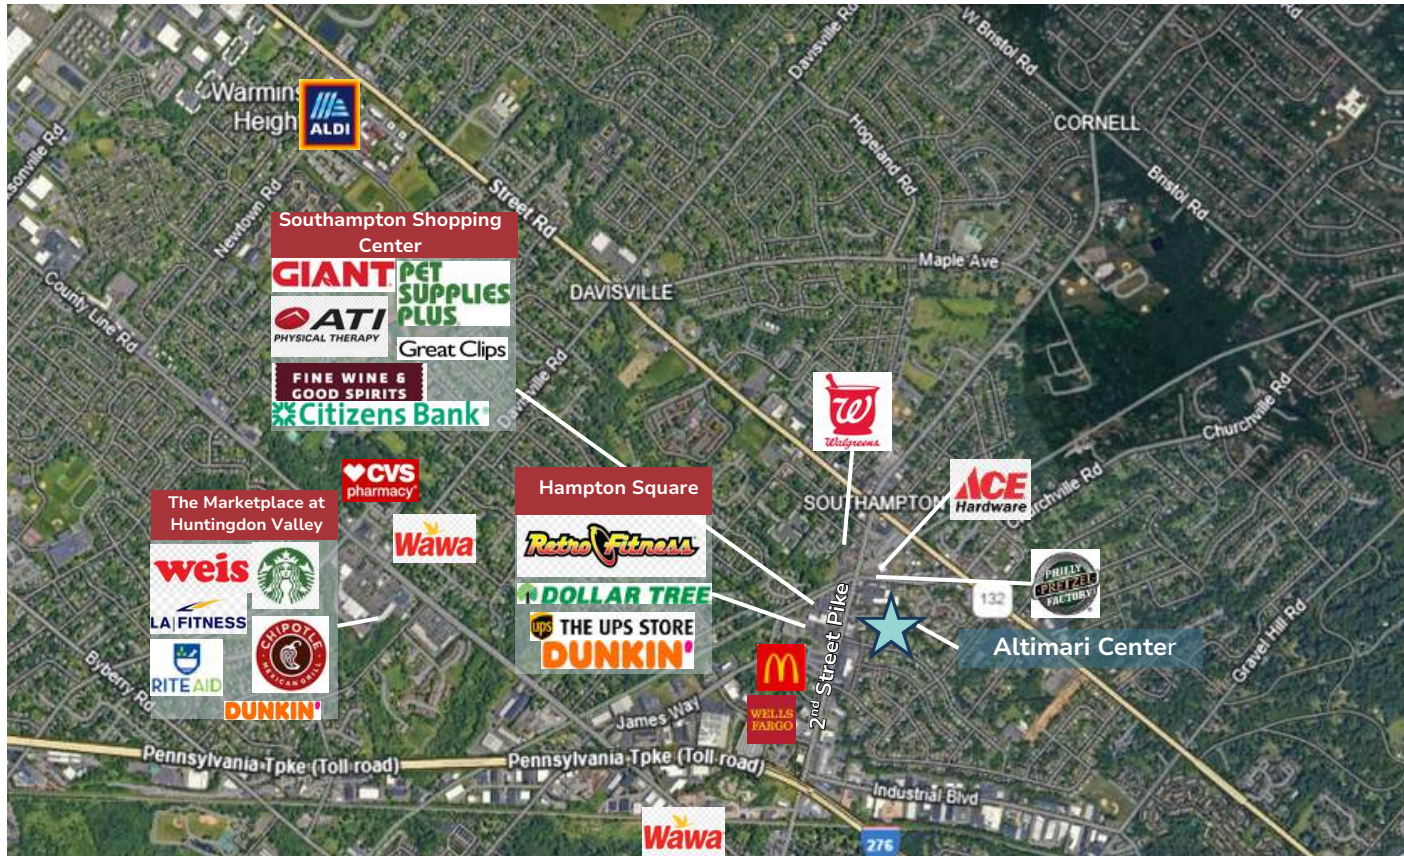 W Bristol Rd
Davisville Rd
Warmins
Heigh
ALDI
CORNELL
Hogeland Rd
sonville Rd
Bristol Rd
Newtown Rd
Street Rd
Southampton Shopping
Center
GIANT
PET
SUPPLIES
PLUS
ATI
PHYSICAL THERAPY
Great Clips
FINE WINE &
GOOD SPIRITS
Citizens Bank
Maple Ave
DAVISVILLE
County Line Rd
Davisville Rd
W
Walgreens
Churchville Rd
CVS
pharmacy
The Marketplace at
Huntingdon Valley
weis
LA|FITNESS
CHIPOTLE
MEXICAN GRILL
RITE AID
DUNKIN'
Wawa
Hampton Square
Retro Fitness
DOLLAR TREE
ups THE UPS STORE
DUNKIN'
SOUTHAMPTON
ACE
Hardware
Churchville Rd
PHILLY
PRETZEL
FACTORY
132
2nd Street Pike
Altimari Center
Gravel Hill Rd
WELLS
FARGO
Byberry Rd
James Way
Pennsylvania Tpke (Toll road)
Pennsylvania Tpke (Toll road)
Industrial Blvd
Wawa
276